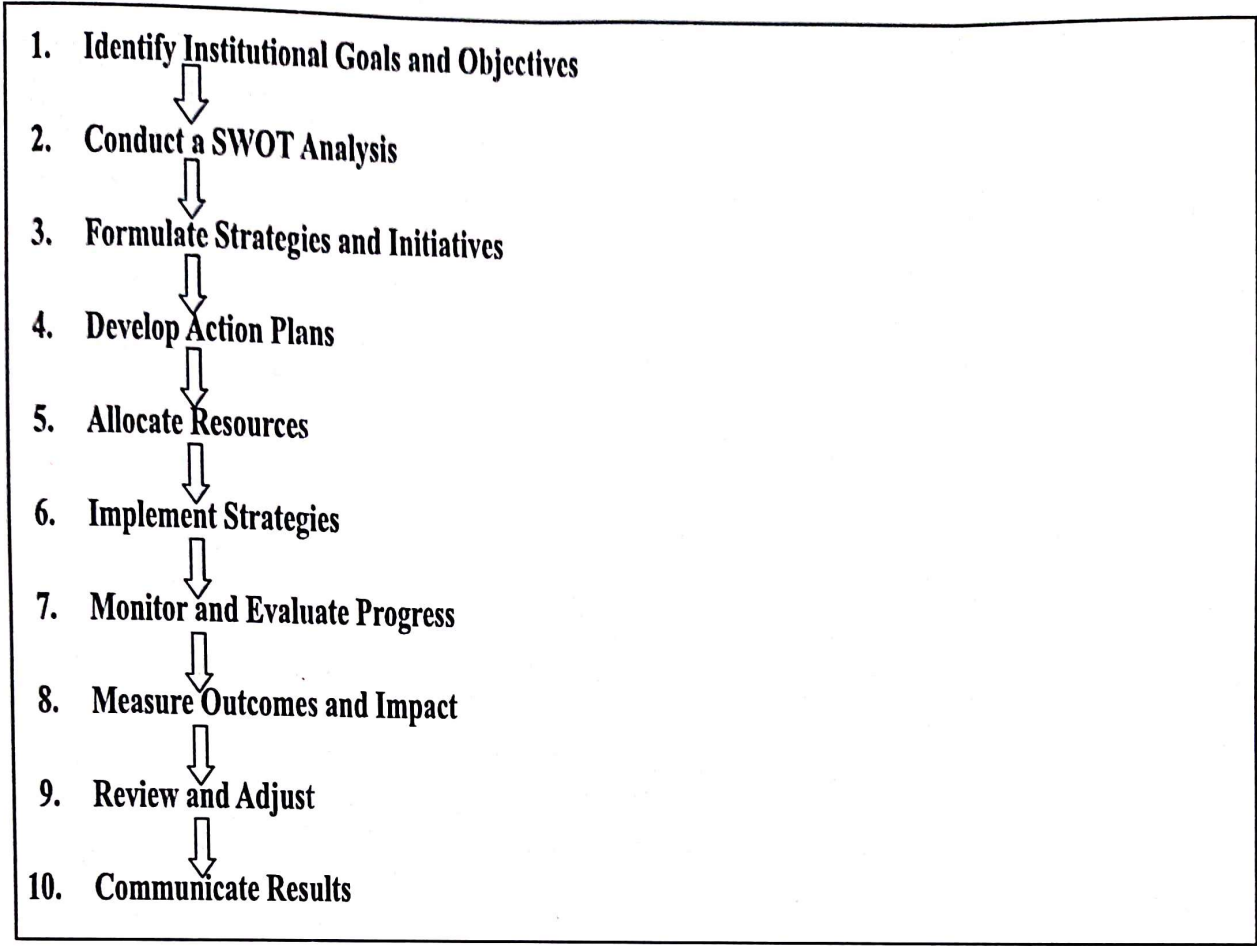 1. Identify Institutional Goals and Objectives
2. Conduct a SWOT Analysis
3. Formulate Strategies and Initiatives
4. Develop Action Plans
5. Allocate Resources
6. Implement Strategies
7. Monitor and Evaluate Progress
8. Measure Outcomes and Impact
9. Review and Adjust
10. Communicate Results